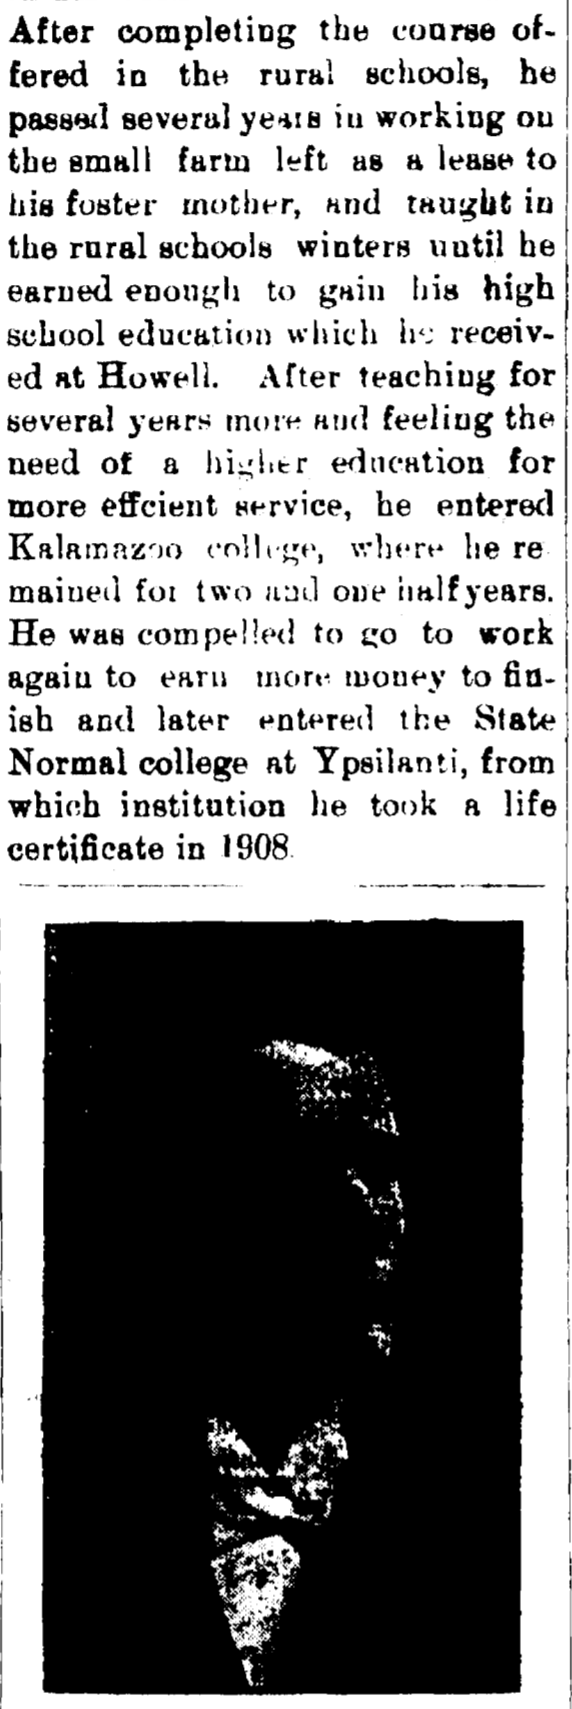 After completing the course of-
fered in the rural schools, he
passed several years in working on
the small farm left as a lease to
his foster mother, and taught in
the rural schools winters until he
earned enough to gain his high
school education which he receiv-
ed at Howell. After teaching for
several years more and feeling the
need of a higher education for
more effcient service, he entered
Kalamazoo college, where he re
mained for two and one half years.
He was compelled to go to work
again to earn more money to fin-
ish and later entered the State
Normal college at Ypsilanti, from
which institution he took a life
certificate in 1908.